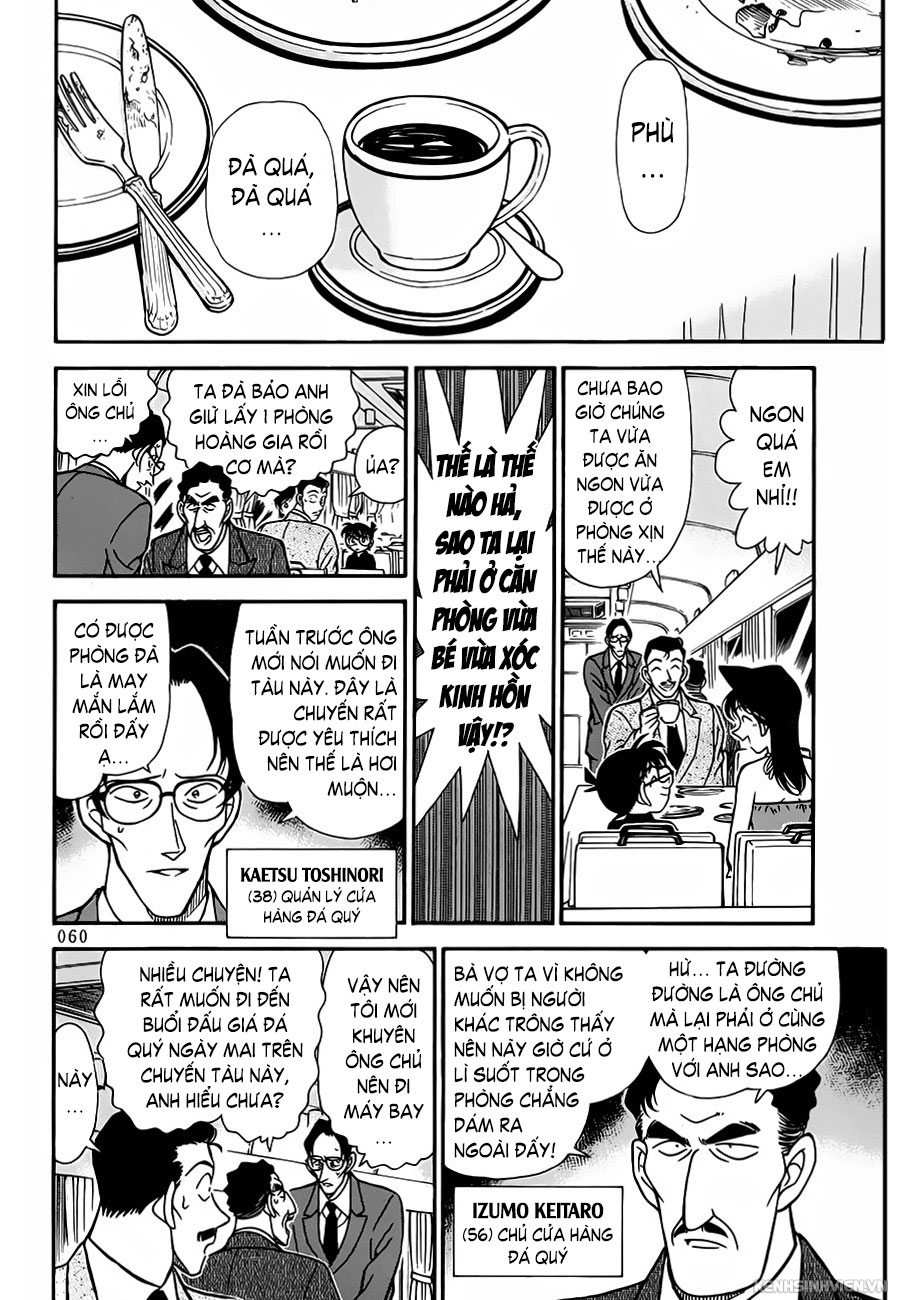 PHÙ
...
ĐÃ QUÁ,
ĐÃ QUÁ
...
NGON
QUÁ
EM
NHỈ!!
CHƯA BAO
GIỜ CHÚNG
TA VỪA
ĐƯỢC ĂN
NGON VỪA
ĐƯỢC Ở
PHÒNG XỊN
THẾ NÀY...
THẾ LÀ THẾ
NÀO HẢ,
SAO TA LẠI
PHẢI Ở CĂN
PHÒNG VỪA
BÉ VỪA XÓC
KINH HỒN
VẬY!?
ỦA?
TA ĐÃ BẢO ANH
GIỮ LẤY 1 PHÒNG
HOÀNG GIA RỒI
CƠ MÀ?
XIN LỖI
ÔNG CHỦ
...
TUẦN TRƯỚC ÔNG
MỚI NÓI MUỐN ĐI
TÀU NÀY. ĐÂY LÀ
CHUYẾN RẤT
ĐƯỢC YÊU THÍCH
NÊN THẾ LÀ HƠI
MUỘN...
CÓ ĐƯỢC
PHÒNG ĐÃ
LÀ MAY
MẮN LẮM
RỒI ĐẤY
Ạ...
KAETSU TOSHINORI
(38) QUẢN LÝ CỬA
HÀNG ĐÁ QUÝ
060
HỪ... TA ĐƯỜNG
ĐƯỜNG LÀ ÔNG CHỦ
MÀ LẠI PHẢI Ở CÙNG
MỘT HẠNG PHÒNG
VỚI ANH SAO...
BÀ VỢ TA VÌ KHÔNG
MUỐN BỊ NGƯỜI
KHÁC TRÔNG THẤY
NÊN NÀY GIỜ CỨ Ở
LÌ SUỐT TRONG
PHÒNG CHẲNG
DÁM RA
NGOÀI ĐẤY!
IZUMO KEITARO
(56) CHỦ CỬA HÀNG
ĐÁ QUÝ
VẬY NÊN
TÔI MỚI
KHUYÊN
ÔNG CHỦ
NÊN ĐI
MÁY BAY
...
NHIỀU CHUYỆN! TA
RẤT MUỐN ĐI ĐẾN
BUỔI ĐẤU GIÁ ĐÁ
QUÝ NGÀY MAI TRÊN
CHUYẾN TÀU NÀY,
ANH HIỂU CHƯA?
NÀY
...
KENHSINHVIEN.VN